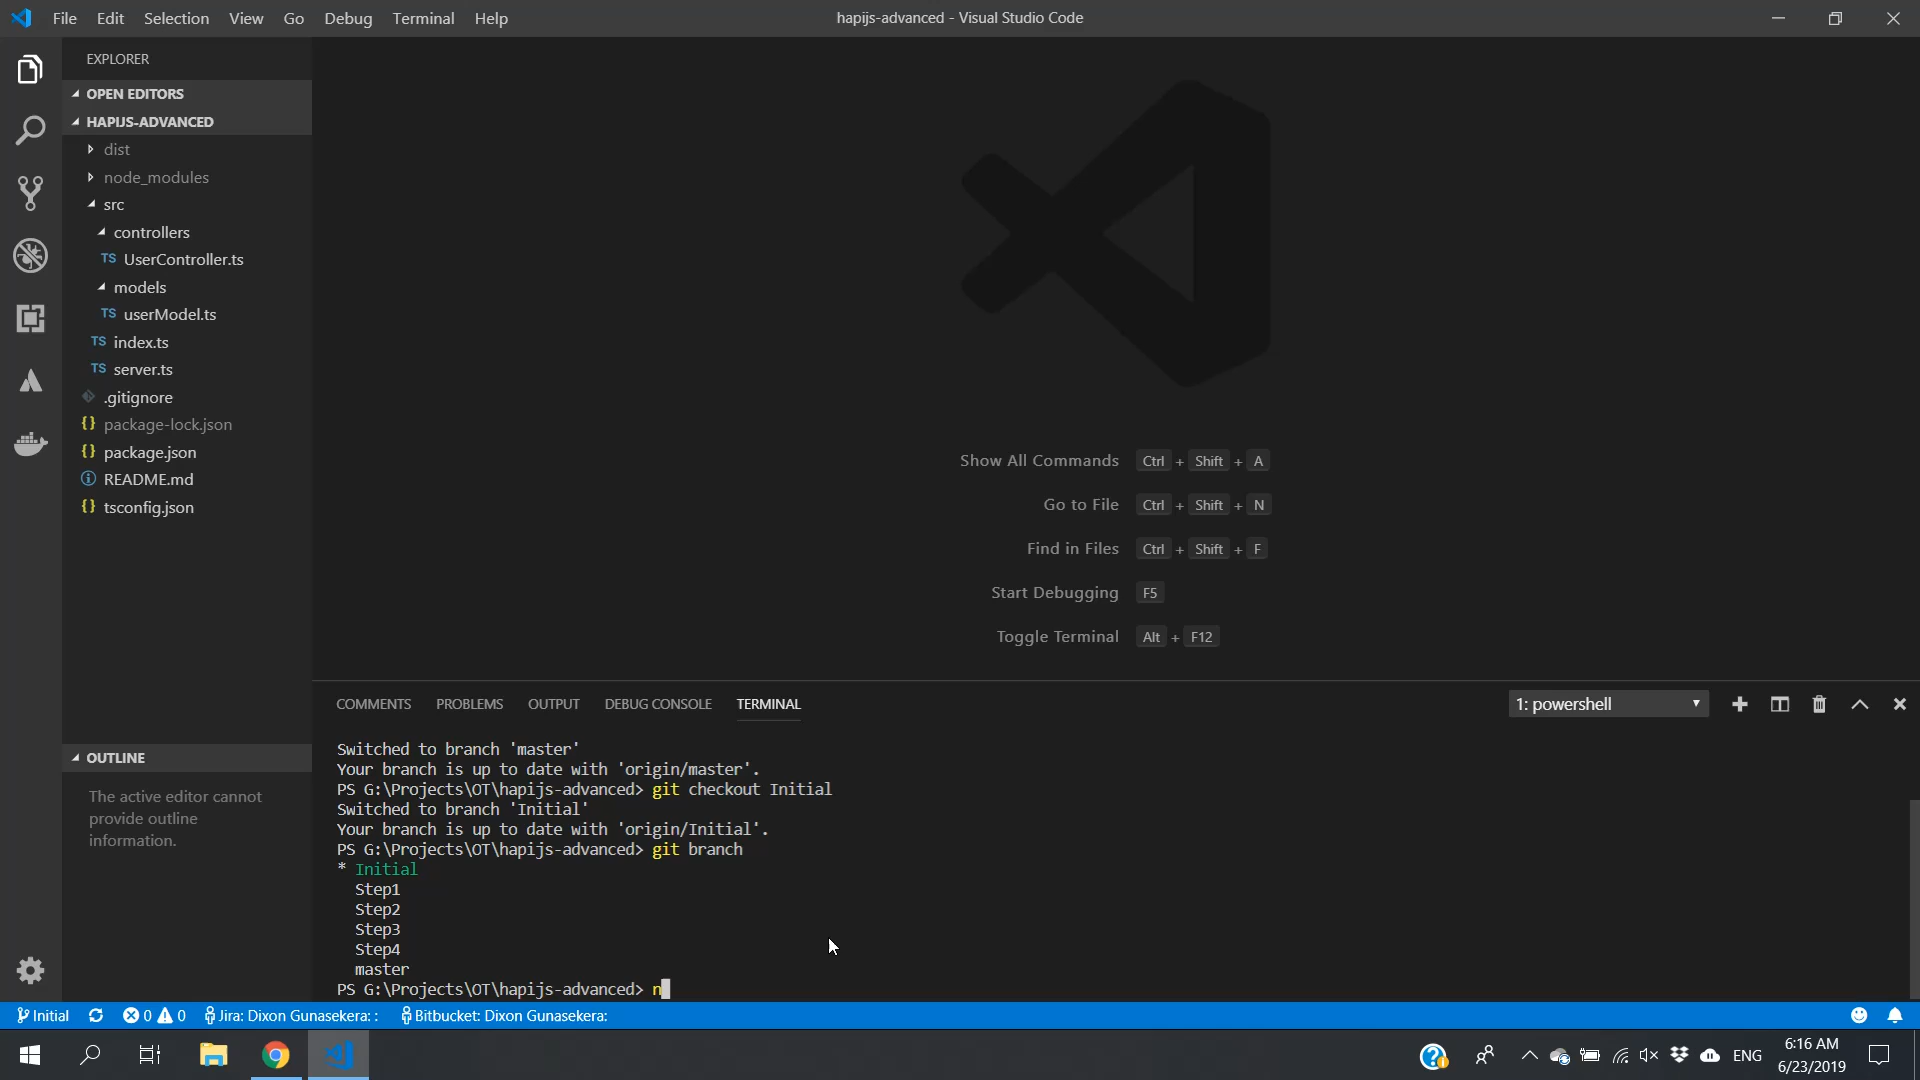 File Edit Selection View Go Debug Terminal Help
hapijs-advanced - Visual Studio Code
EXPLORER
OPEN EDITORS
HAPIJS-ADVANCED
dist
node_modules
src
controllers
TS UserController.ts
models
TS userModel.ts
TS index.ts
TS server.ts
.gitignore
{} package-lock.json
{} package.json
README.md
{} tsconfig.json
OUTLINE
The active editor cannot
provide outline
information.
Show All Commands Ctrl + Shift + A
Go to File Ctrl + Shift + N
Find in Files Ctrl + Shift + F
Start Debugging F5
Toggle Terminal Alt + F12
COMMENTS PROBLEMS OUTPUT DEBUG CONSOLE TERMINAL
1: powershell
Switched to branch 'master'
Your branch is up to date with 'origin/master'.
PS G:\Projects\OT\hapijs-advanced> git checkout Initial
Switched to branch 'Initial'
Your branch is up to date with 'origin/Initial'.
PS G:\Projects\OT\hapijs-advanced> git branch
* Initial
Step1
Step2
Step3
Step4
master
PS G:\Projects\OT\hapijs-advanced> n
Initial 0 0 Jira: Dixon Gunasekera: : Bitbucket: Dixon Gunasekera:
ENG
6:16 AM
6/23/2019